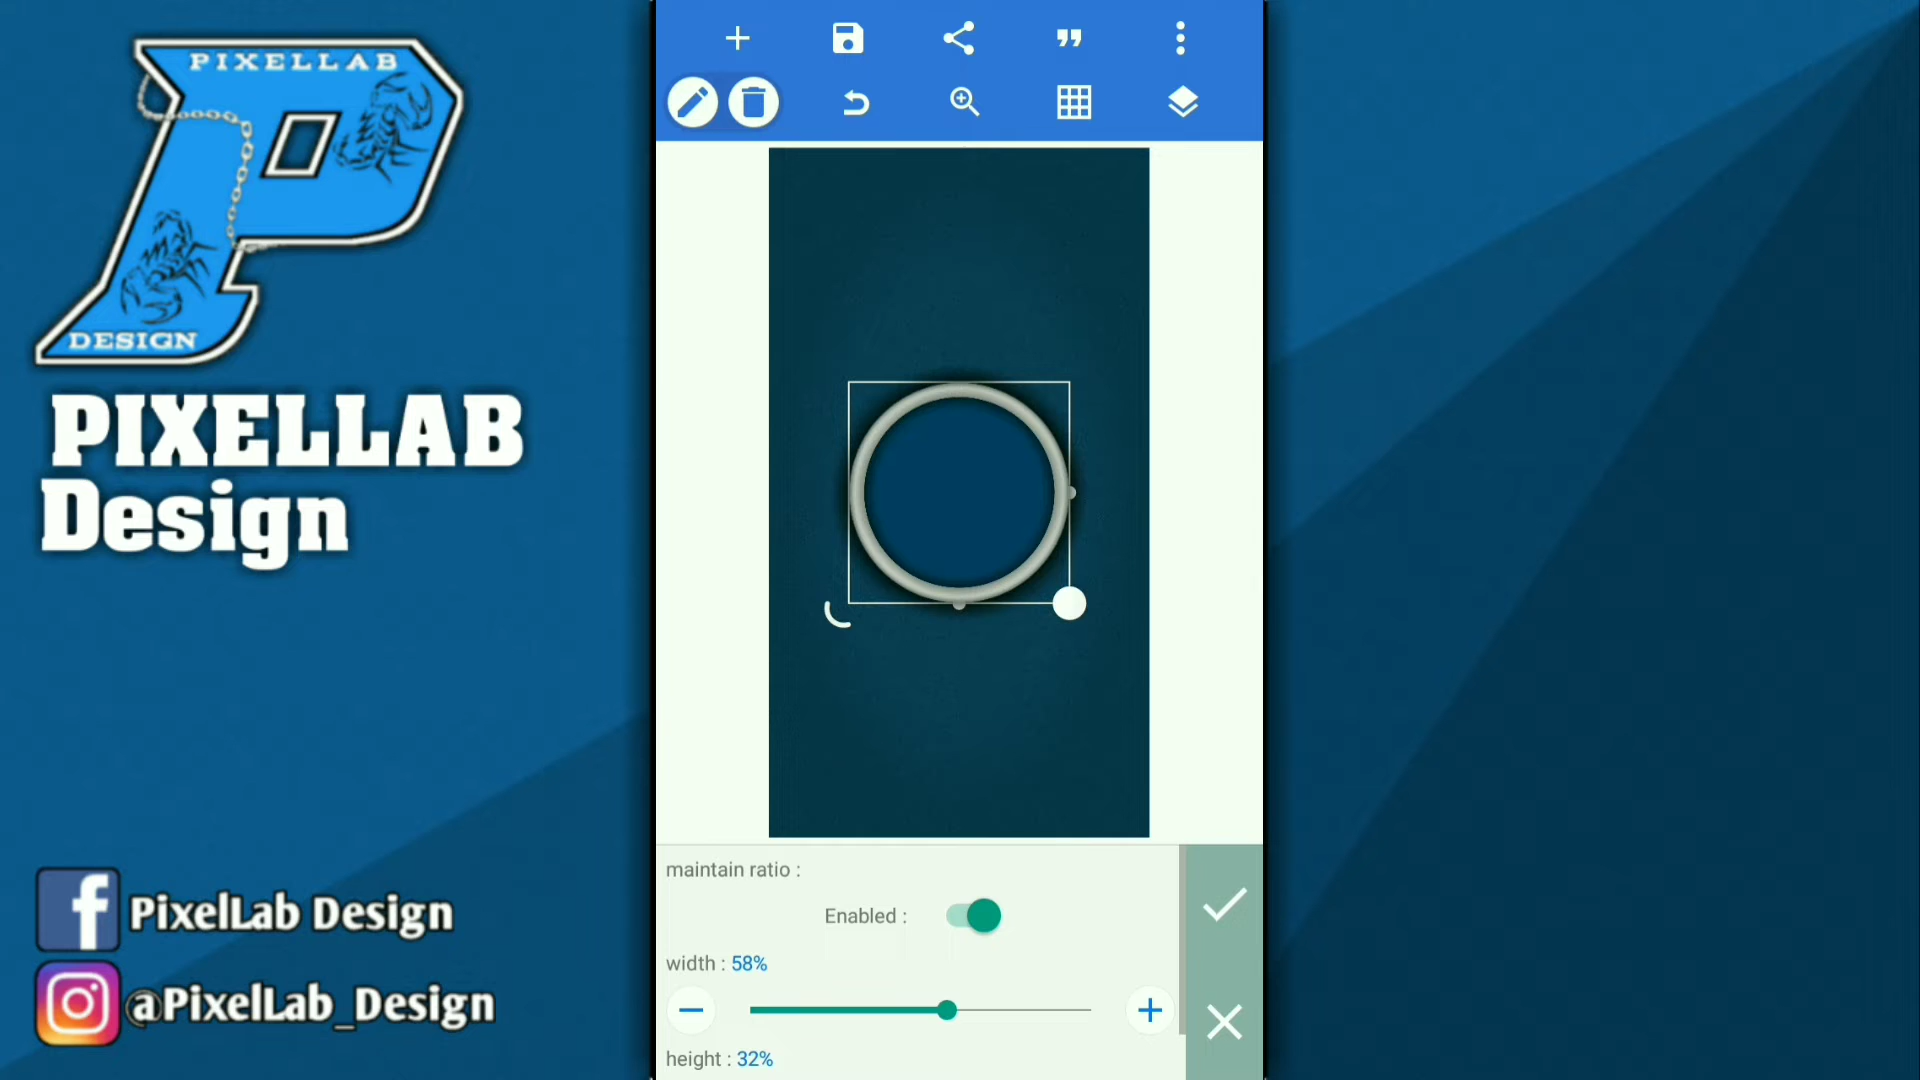 PIXELLAB
DESIGN
PIXELLAB
Design
PixelLab Design
@PixelLab_Design
maintain ratio :
Enabled :
width : 58%
height : 32%